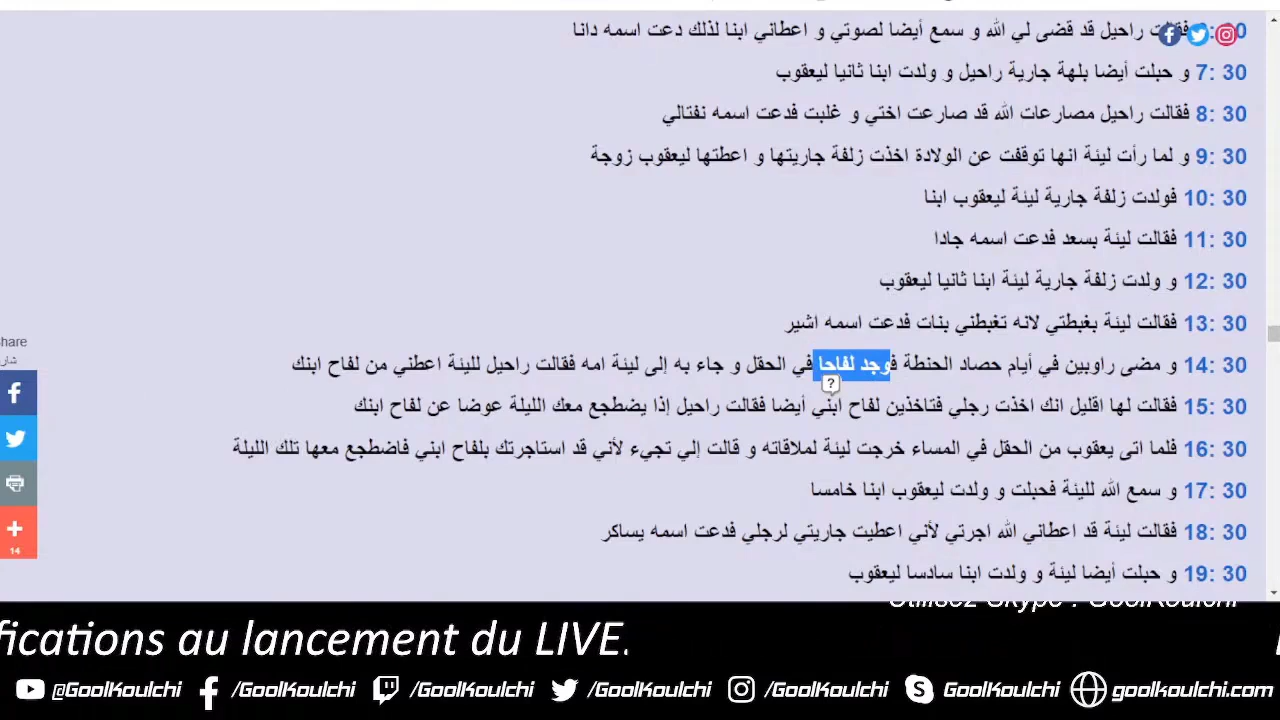 فقالت راحيل قد قضى لي الله و سمع أيضا لصوتي و اعطاني ابنا لذلك دعت اسمه دانا
7: 30 و حبلت أيضا بلهة جارية راحيل و ولدت ابنا ثانيا ليعقوب
8: 30 فقالت راحيل مصارعات الله قد صارعت اختي و غلبت فدعت اسمه نفتالي
9: 30 و لما رأت ليئة انها توقفت عن الولادة اخذت زلفة جاريتها و اعطتها ليعقوب زوجة
10: 30 فولدت زلفة جارية ليئة ليعقوب ابنا
11: 30 فقالت ليئة بسعد فدعت اسمه جادا
12: 30 و ولدت زلفة جارية ليئة ابنا ثانيا ليعقوب
13: 30 فقالت ليئة بغبطتي لانه تغبطني بنات فدعت اسمه اشير
14: 30 و مضى راوبين في أيام حصاد الحنطة فوجد لفاحا في الحقل و جاء به إلى ليئة امه فقالت راحيل لليئة اعطني من لفاح ابنك
15: 30 فقالت لها اقليل انك اخذت رجلي فتاخذين لفاح ابني أيضا فقالت راحيل إذا يضطجع معك الليلة عوضا عن لفاح ابنك
16: 30 فلما اتى يعقوب من الحقل في المساء خرجت ليئة لملاقاته و قالت إلي تجيء لأني قد استاجرتك بلفاح ابني فاضطجع معها تلك الليلة
17: 30 و سمع الله لليئة فحبلت و ولدت ليعقوب ابنا خامسا
18: 30 فقالت ليئة قد اعطاني الله اجرتي لأني اعطيت جاريتي لرجلي فدعت اسمه يساكر
19: 30 و حبلت أيضا ليئة و ولدت ابنا سادسا ليعقوب
hare
شار
14
Utilisez Skype : GoolKoulchi
fications au lancement du LIVE.
@GoolKoulchi /GoolKoulchi /GoolKoulchi /GoolKoulchi /GoolKoulchi GoolKoulchi goolkoulchi.com